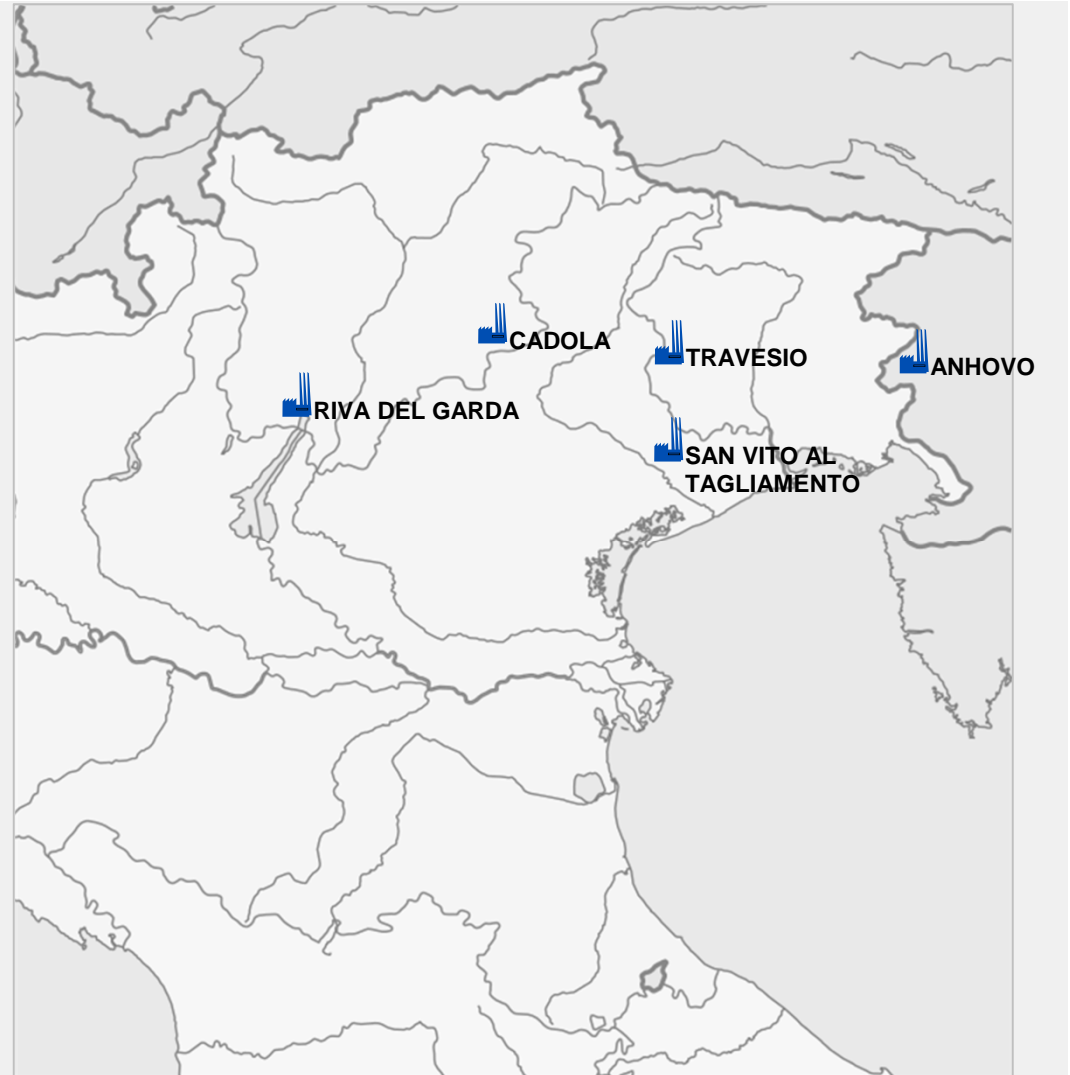 CADOLA
TRAVESIO
ANHOVO
RIVA DEL GARDA
SAN VITO AL
TAGLIAMENTO